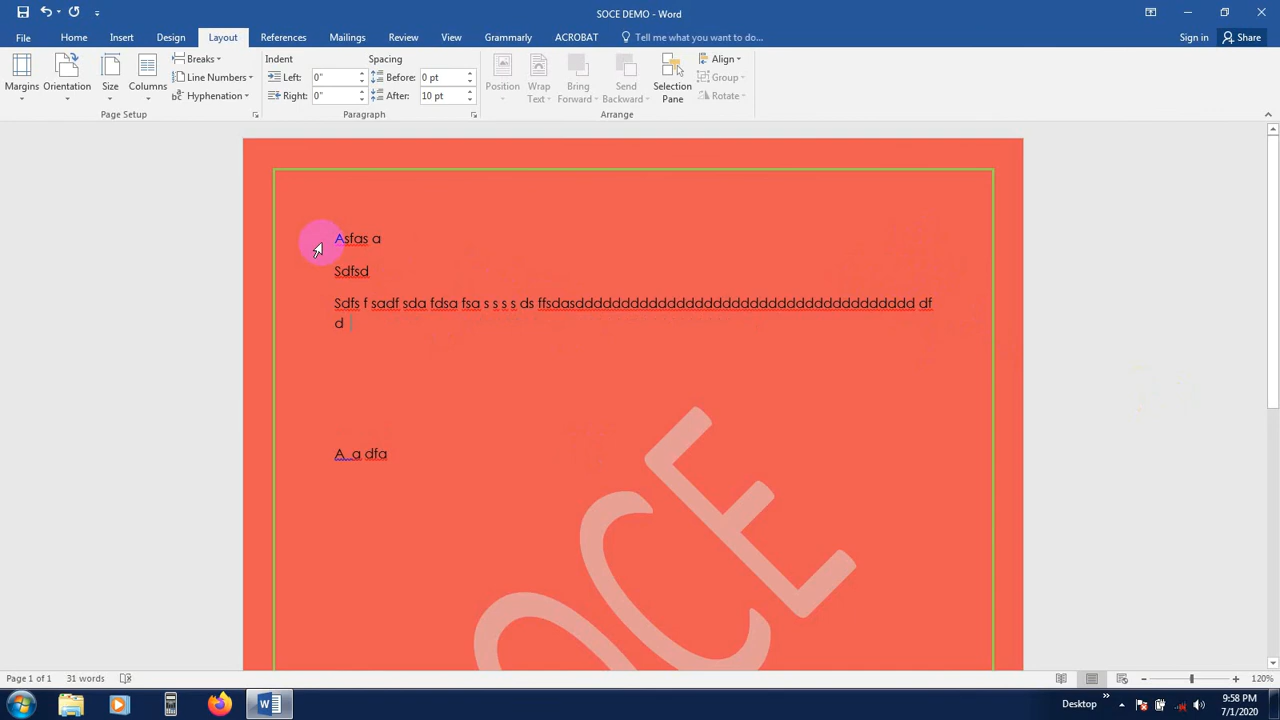 SOCE DEMO - Word
File Home Insert Design Layout References Mailings Review View Grammarly ACROBAT Tell me what you want to do... Sign in Share
Margins Orientation Size Columns
Breaks
Line Numbers
Hyphenation
Page Setup
Indent Spacing
Left: 0" Before: 0 pt
Right: 0" After: 10 pt
Paragraph
Position Wrap Text Bring Forward Send Backward Selection Pane
Align
Group
Rotate
Arrange
Asfas a
Sdfsd
Sdfs f sadf sda fdsa fsa s s s s ds ffsdasddddddddddddddddddddddddddddddddddddd df
d
A a dfa
SOCE
Page 1 of 1 31 words 120%
Desktop
9:58 PM
7/1/2020